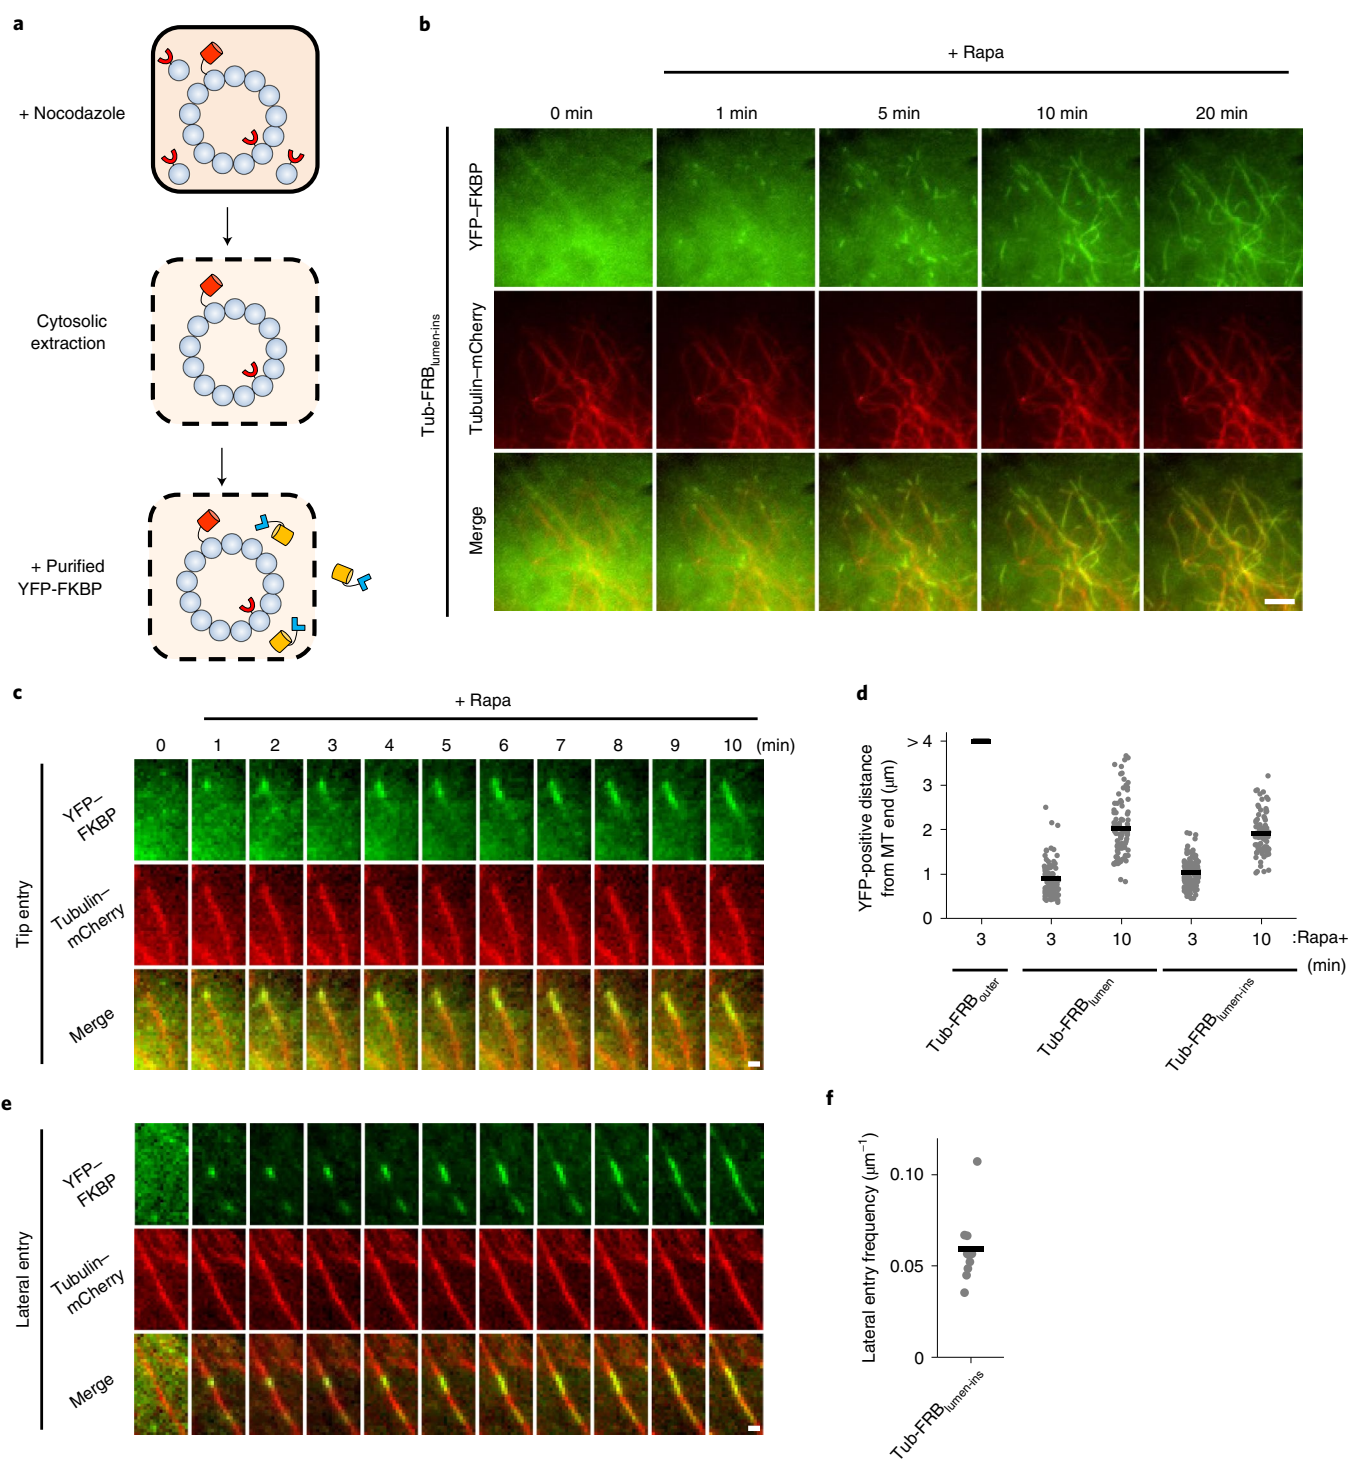 a
+ Nocodazole
Cytosolic
extraction
+ Purified
YFP-FKBP
b
+ Rapa
0 min 1 min 5 min 10 min 20 min
Tub-FRBlumen-ins
YFP–FKBP
Tubulin–mCherry
Merge
c
+ Rapa
0 1 2 3 4 5 6 7 8 9 10 (min)
Tip entry
YFP–
FKBP
Tubulin–
mCherry
Merge
d
YFP-positive distance
from MT end (μm)
> 4
3
2
1
0
3 3 10 3 10 :Rapa+
(min)
Tub-FRBouter
Tub-FRBlumen
Tub-FRBlumen-ins
e
Lateral entry
YFP–
FKBP
Tubulin–
mCherry
Merge
f
Lateral entry frequency (μm⁻¹)
0.10
0.05
0
Tub-FRBlumen-ins